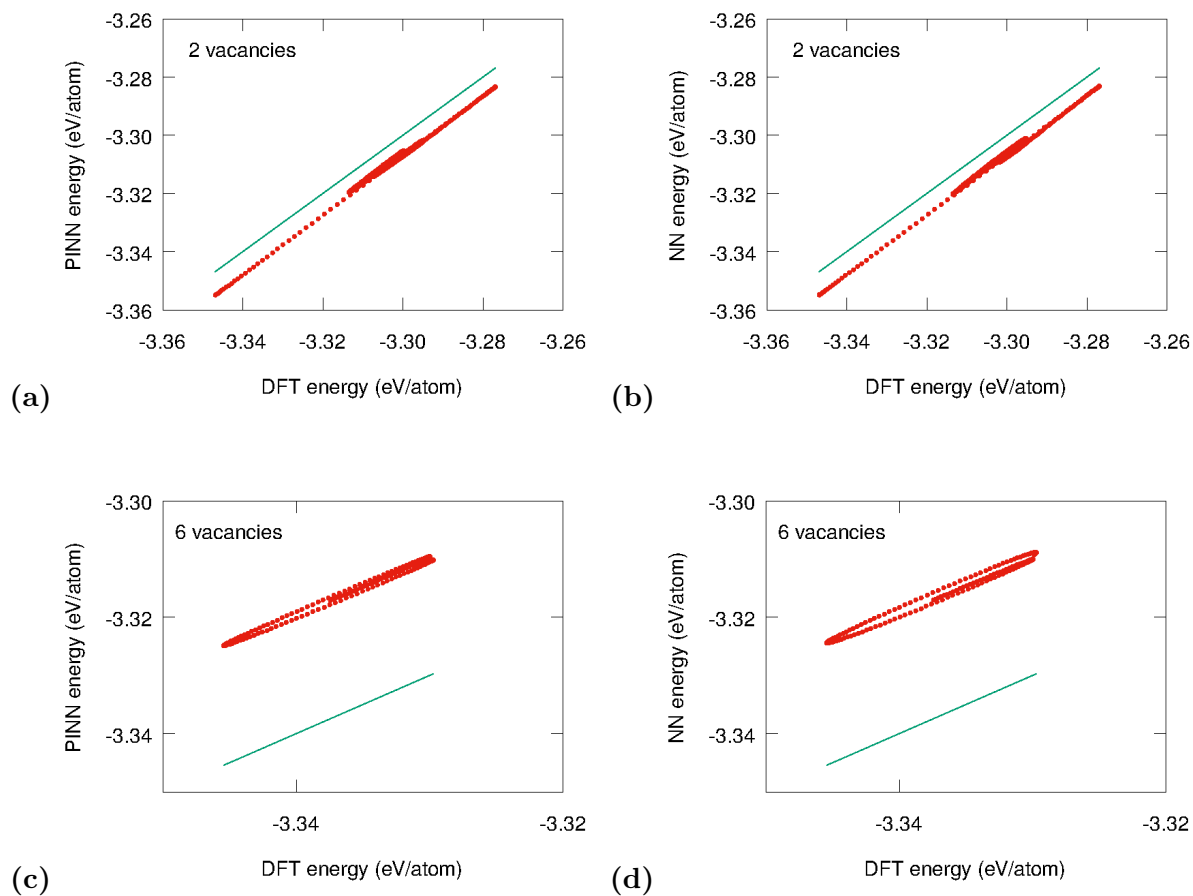 -3.26
-3.28
-3.30
-3.32
-3.34
-3.36
PINN energy (eV/atom)
2 vacancies
-3.36 -3.34 -3.32 -3.30 -3.28 -3.26
DFT energy (eV/atom)
(a)
-3.26
-3.28
-3.30
-3.32
-3.34
-3.36
NN energy (eV/atom)
2 vacancies
-3.36 -3.34 -3.32 -3.30 -3.28 -3.26
DFT energy (eV/atom)
(b)
-3.30
-3.32
-3.34
PINN energy (eV/atom)
6 vacancies
-3.34 -3.32
DFT energy (eV/atom)
(c)
-3.30
-3.32
-3.34
NN energy (eV/atom)
6 vacancies
-3.34 -3.32
DFT energy (eV/atom)
(d)